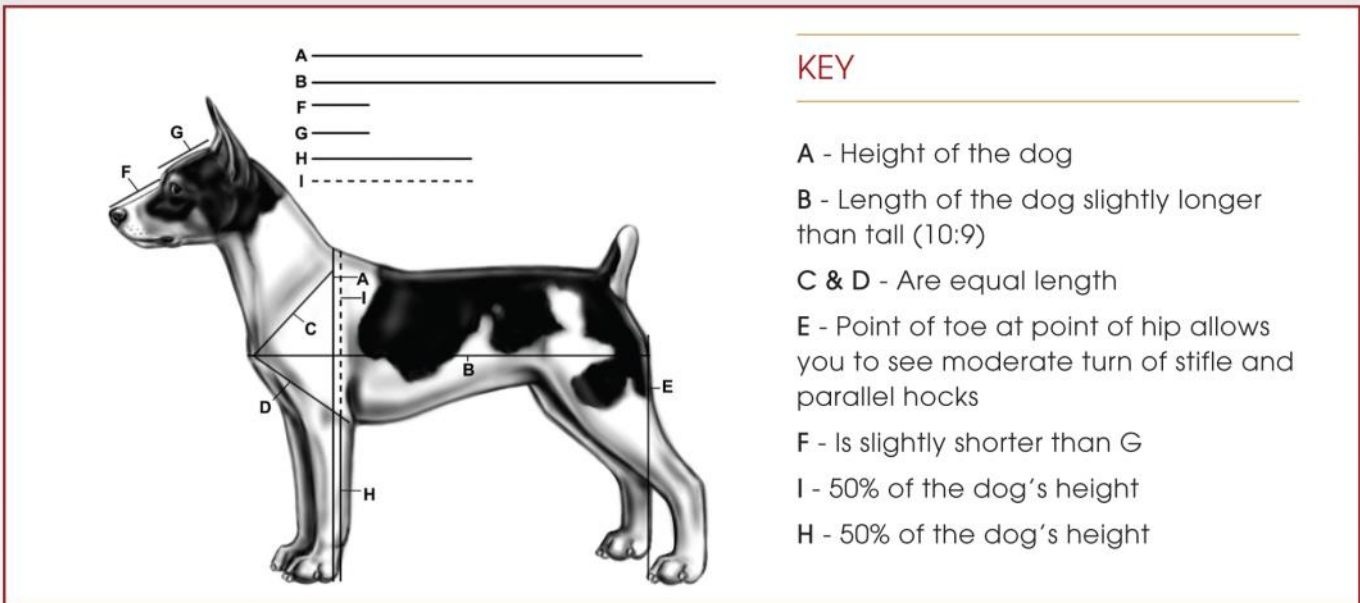 A
B
F
G
H
I
G
F
A
I
C
B
D
E
H
KEY
A - Height of the dog
B - Length of the dog slightly longer
than tall (10:9)
C & D - Are equal length
E - Point of toe at point of hip allows
you to see moderate turn of stifle and
parallel hocks
F - Is slightly shorter than G
I - 50% of the dog's height
H - 50% of the dog's height